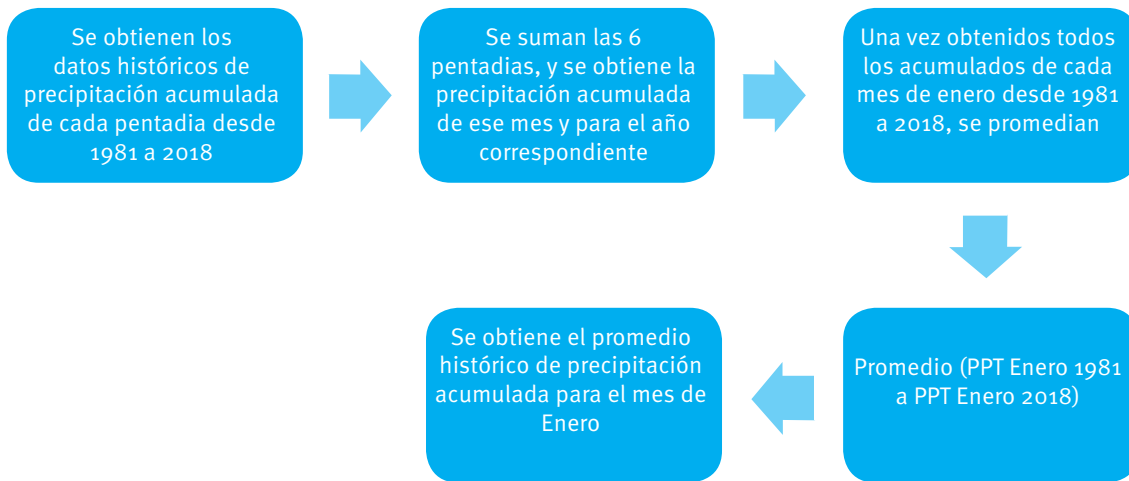 Se obtienen los
datos históricos de
precipitación acumulada
de cada pentadia desde
1981 a 2018
Se suman las 6
pentadias, y se obtiene la
precipitación acumulada
de ese mes y para el año
correspondiente
Una vez obtenidos todos
los acumulados de cada
mes de enero desde 1981
a 2018, se promedian
Promedio (PPT Enero 1981
a PPT Enero 2018)
Se obtiene el promedio
histórico de precipitación
acumulada para el mes de
Enero